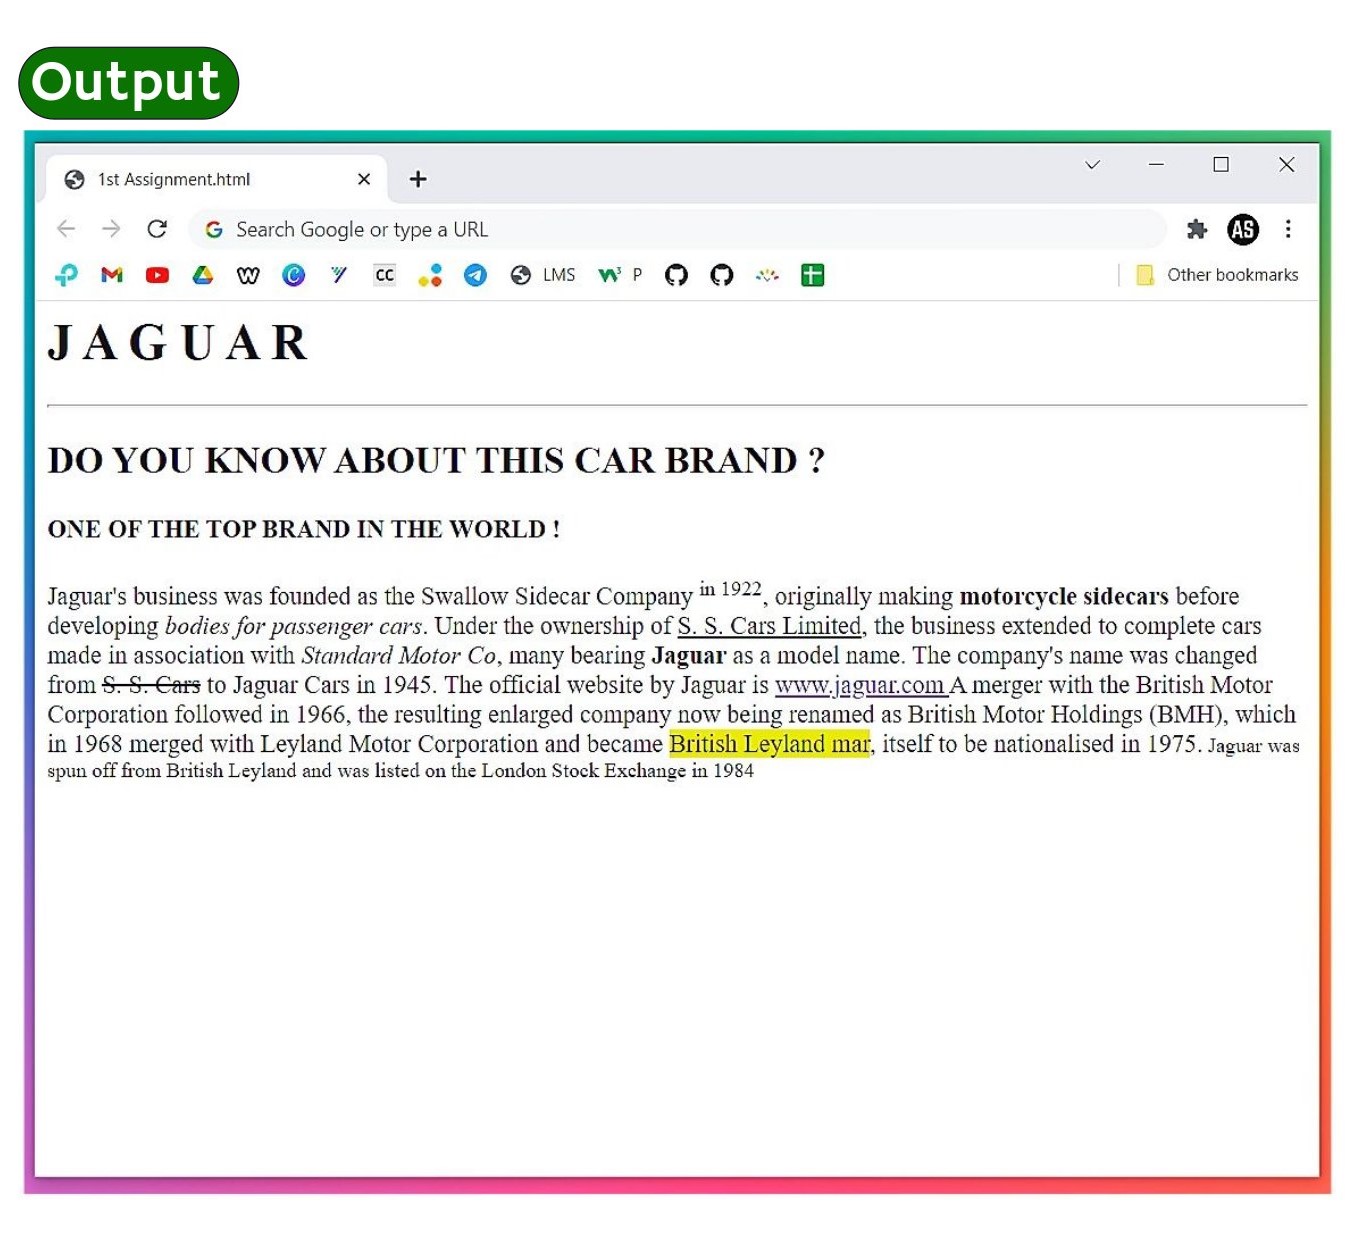 Output
1st Assignment.html
Search Google or type a URL
AS
CC
LMS
W3 P
Other bookmarks
J A G U A R
DO YOU KNOW ABOUT THIS CAR BRAND ?
ONE OF THE TOP BRAND IN THE WORLD !
Jaguar's business was founded as the Swallow Sidecar Company in 1922, originally making motorcycle sidecars before
developing bodies for passenger cars. Under the ownership of S. S. Cars Limited, the business extended to complete cars
made in association with Standard Motor Co, many bearing Jaguar as a model name. The company's name was changed
from S. S. Cars to Jaguar Cars in 1945. The official website by Jaguar is www.jaguar.com A merger with the British Motor
Corporation followed in 1966, the resulting enlarged company now being renamed as British Motor Holdings (BMH), which
in 1968 merged with Leyland Motor Corporation and became British Leyland mar, itself to be nationalised in 1975. Jaguar was
spun off from British Leyland and was listed on the London Stock Exchange in 1984